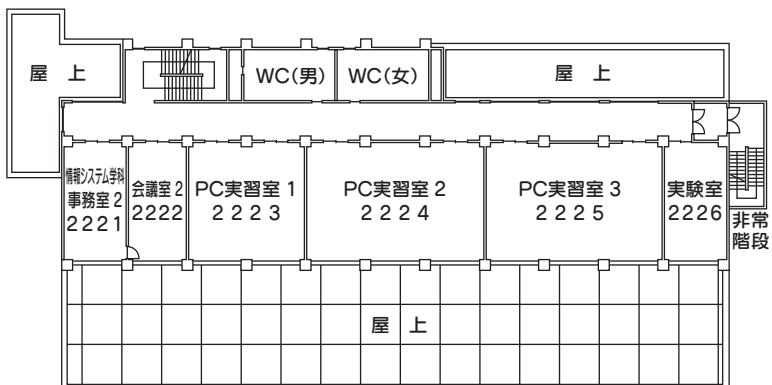 屋 上
WC(男)
WC(女)
屋 上
情報システム学科
事務室2
2221
会議室2
2222
PC実習室1
2223
PC実習室2
2224
PC実習室3
2225
実験室
2226
非常
階段
屋 上